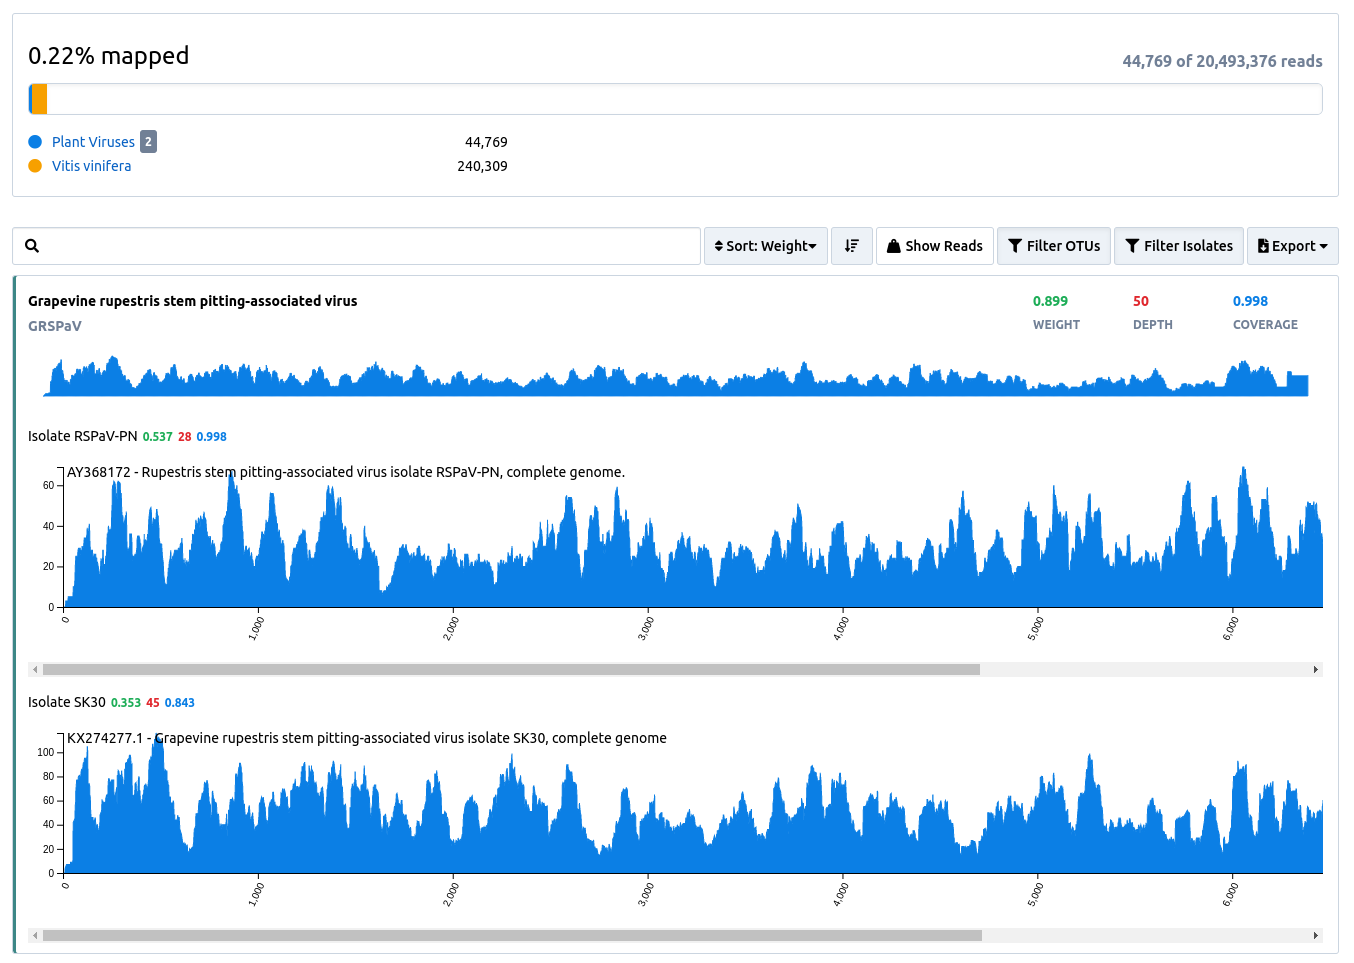 0.22% mapped
44,769 of 20,493,376 reads
Plant Viruses 2 44,769
Vitis vinifera 240,309
Sort: Weight Show Reads Filter OTUs Filter Isolates Export
Grapevine rupestris stem pitting-associated virus
0.899 50 0.998
GRSPaV
WEIGHT DEPTH COVERAGE
Isolate RSPaV-PN 0.537 28 0.998
AY368172 - Rupestris stem pitting-associated virus isolate RSPaV-PN, complete genome.
60
40
20
0
0 1,000 2,000 3,000 4,000 5,000 6,000
Isolate SK30 0.353 45 0.843
KX274277.1 - Grapevine rupestris stem pitting-associated virus isolate SK30, complete genome
100
80
60
40
20
0
0 1,000 2,000 3,000 4,000 5,000 6,000